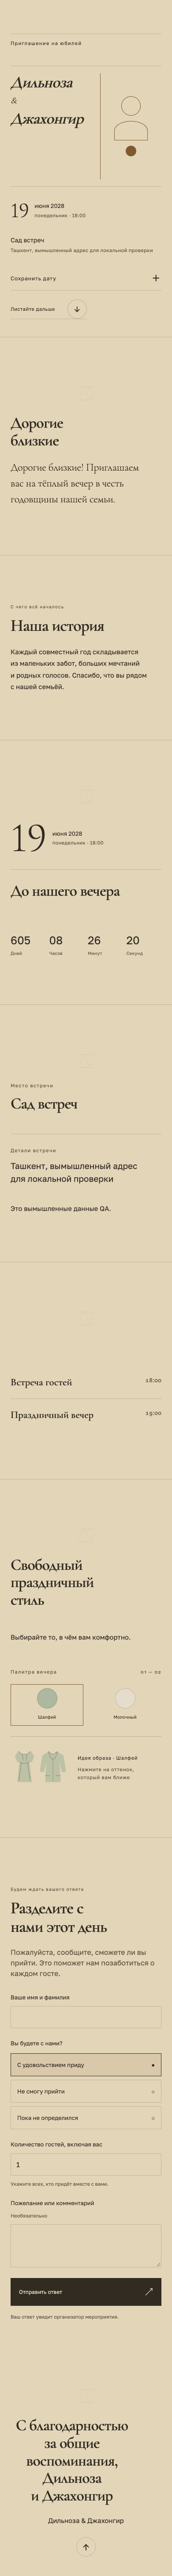 Приглашение на юбилей
Дильноза
&
Джахонгир
19
июня 2028
понедельник · 18:00
Сад встреч
Ташкент, вымышленный адрес для локальной проверки
Сохранить дату
Листайте дальше
Дорогие
близкие
Дорогие близкие! Приглашаем
вас на тёплый вечер в честь
годовщины нашей семьи.
С чего всё началось
Наша история
Каждый совместный год складывается
из маленьких забот, больших мечтаний
и родных голосов. Спасибо, что вы рядом
с нашей семьёй.
19
июня 2028
понедельник · 18:00
До нашего вечера
605 08 26 20
Дней Часов Минут Секунд
Место встречи
Сад встреч
Детали встречи
Ташкент, вымышленный адрес
для локальной проверки
Это вымышленные данные QA.
Встреча гостей 18:00
Праздничный вечер 19:00
Свободный
праздничный
стиль
Выбирайте то, в чём вам комфортно.
Палитра вечера 01 — 02
Шалфей Молочный
Идея образа · Шалфей
Нажмите на оттенок,
который вам ближе
Будем ждать вашего ответа
Разделите с
нами этот день
Пожалуйста, сообщите, сможете ли вы
прийти. Это поможет нам позаботиться о
каждом госте.
Ваше имя и фамилия
Вы будете с нами?
С удовольствием приду
Не смогу прийти
Пока не определился
Количество гостей, включая вас
1
Укажите всех, кто придёт вместе с вами.
Пожелание или комментарий
Необязательно
Отправить ответ
Ваш ответ увидит организатор мероприятия.
С благодарностью
за общие
воспоминания,
Дильноза
и Джахонгир
Дильноза & Джахонгир